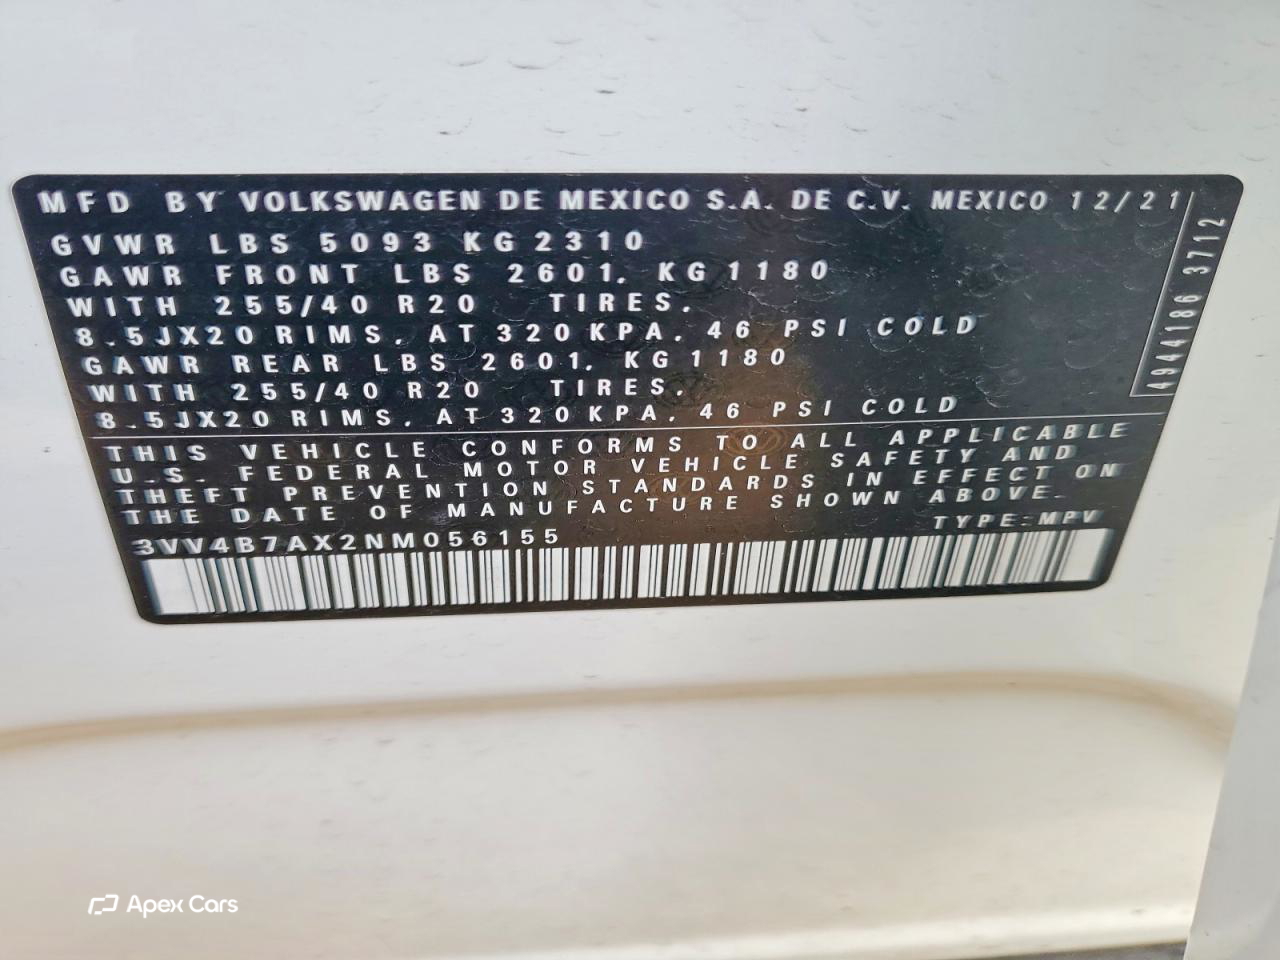 MFD BY VOLKSWAGEN DE MEXICO S.A. DE C.V. MEXICO 12/21
GVWR LBS 5093 KG 2310
GAWR FRONT LBS 2601. KG 1180
WITH 255/40 R20 TIRES.
8.5JX20 RIMS. AT 320 KPA. 46 PSI COLD
GAWR REAR LBS 2601. KG 1180
WITH 255/40 R20 TIRES.
8.5JX20 RIMS. AT 320 KPA. 46 PSI COLD
4944186 3712
THIS VEHICLE CONFORMS TO ALL APPLICABLE
U.S. FEDERAL MOTOR VEHICLE SAFETY AND
THEFT PREVENTION STANDARDS IN EFFECT ON
THE DATE OF MANUFACTURE SHOWN ABOVE.
3VV4B7AX2NM056155 TYPE:MPV
Apex Cars